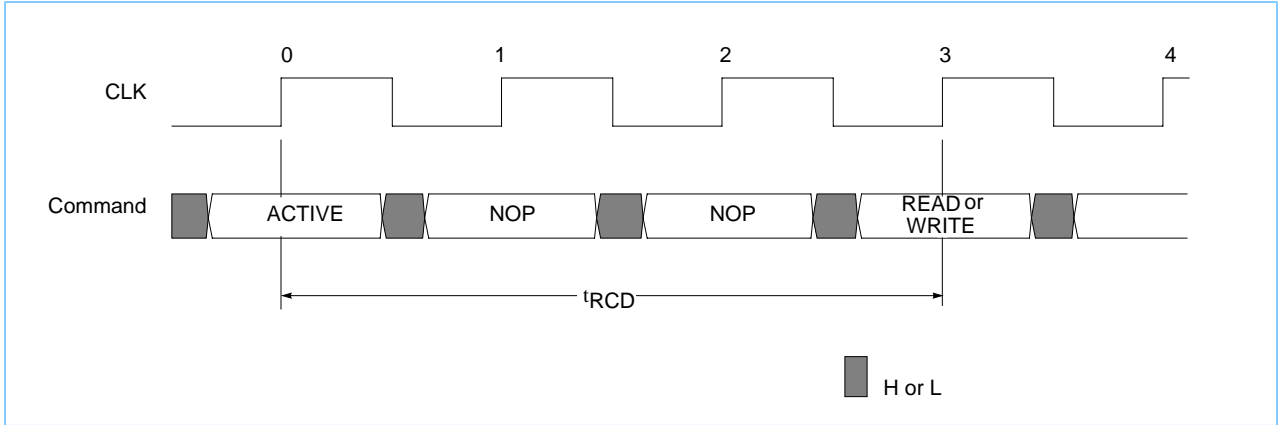 0 1 2 3 4
CLK
Command
ACTIVE NOP NOP READ or
WRITE
tRCD
H or L